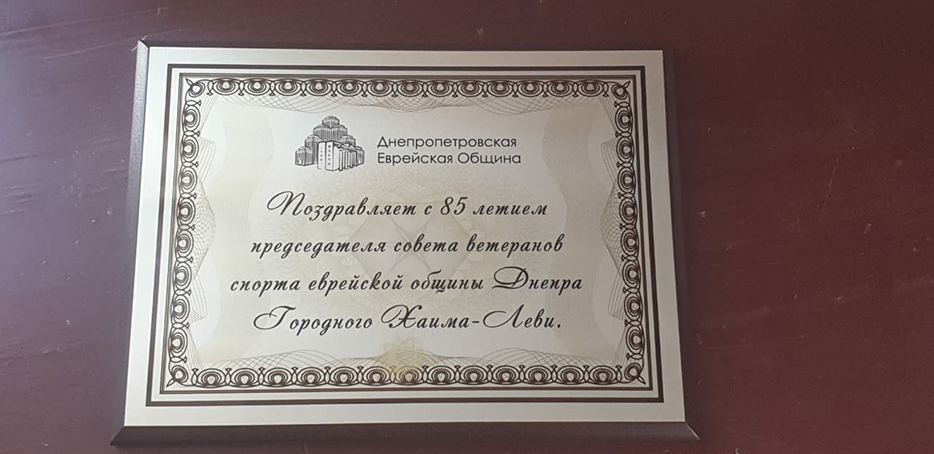 Днепропетровская
Еврейская Община
Поздравляет с 85 летием
председателя совета ветеранов
спорта еврейской общины Днепра
Городного Хаима-Леви.